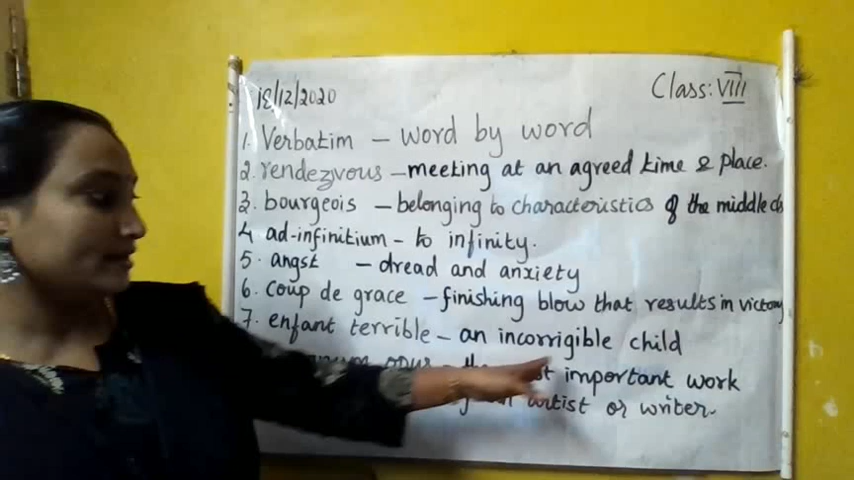 18/12/2020 Class: VIII
1. Verbatim - word by word
2. rendezvous - meeting at an agreed time & place.
3. bourgeois - belonging to characteristics of the middle
4 ad-infinitium - to infinity.
5. angst - dread and anxiety
6. coup de grace - finishing blow that results in victory
7. enfant terrible - an incorrigible child
opus - important work
artist or writer.